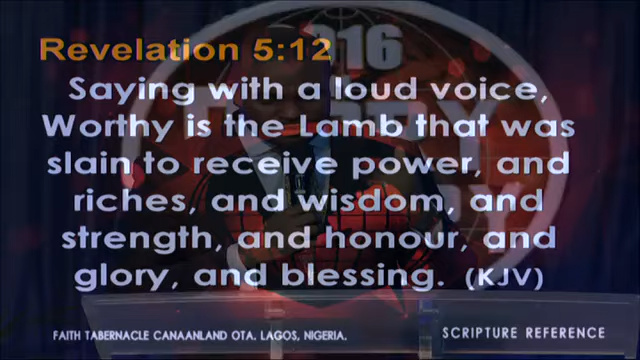 Revelation 5:12
Saying with a loud voice,
Worthy is the Lamb that was
slain to receive power, and
riches, and wisdom, and
strength, and honour, and
glory, and blessing. (KJV)
FAITH TABERNACLE CANAANLAND OTA. LAGOS, NIGERIA.
SCRIPTURE REFERENCE